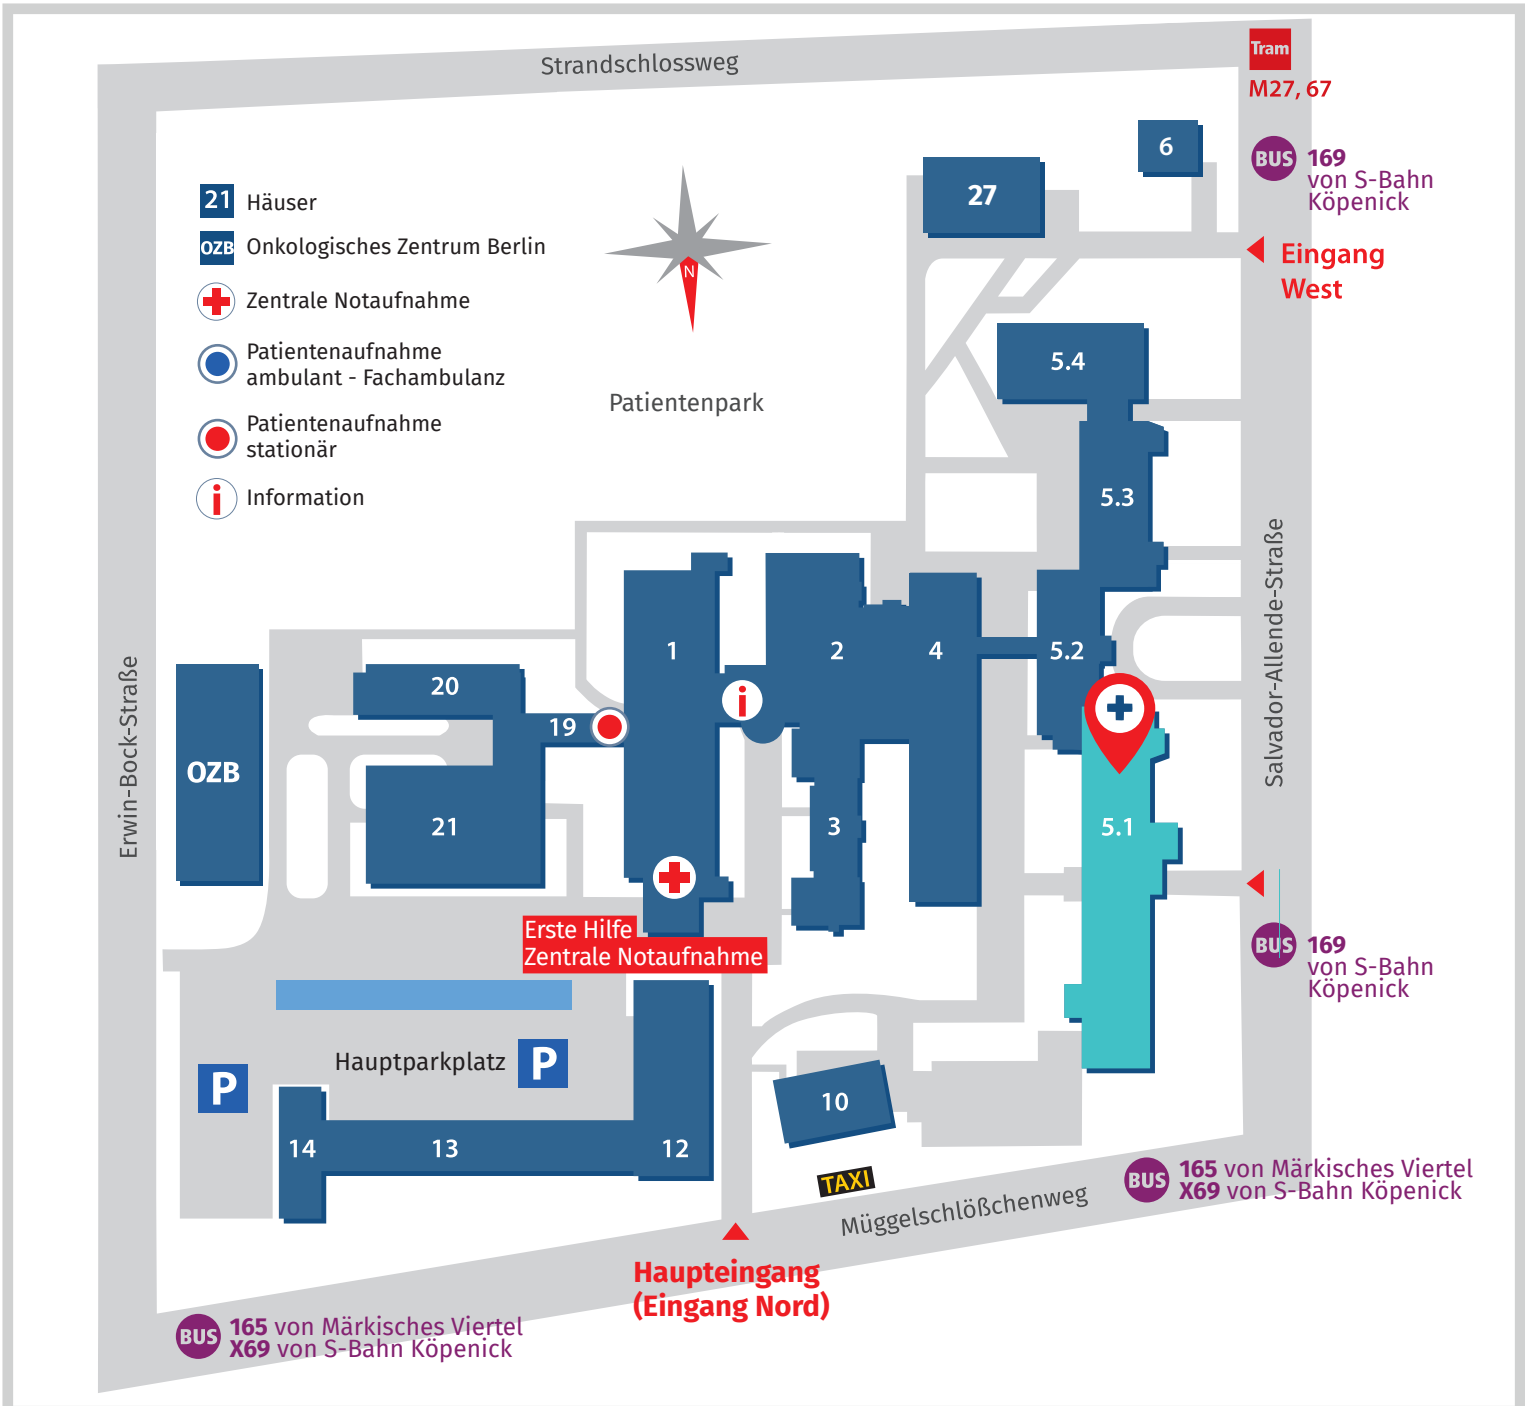 Strandschlossweg
Tram
M27, 67
6
BUS 169
von S-Bahn
Köpenick
27
21 Häuser
OZB Onkologisches Zentrum Berlin
Zentrale Notaufnahme
Patientenaufnahme
ambulant - Fachambulanz
Patientenaufnahme
stationär
i Information
N
Eingang
West
5.4
Patientenpark
5.3
1
2
4
5.2
20
19
i
OZB
21
3
5.1
Erwin-Bock-Straße
Salvador-Allende-Straße
Erste Hilfe
Zentrale Notaufnahme
BUS 169
von S-Bahn
Köpenick
Hauptparkplatz P
P
10
14
13
12
TAXI
Müggelschlößchenweg
BUS 165 von Märkisches Viertel
X69 von S-Bahn Köpenick
Haupteingang
(Eingang Nord)
BUS 165 von Märkisches Viertel
X69 von S-Bahn Köpenick